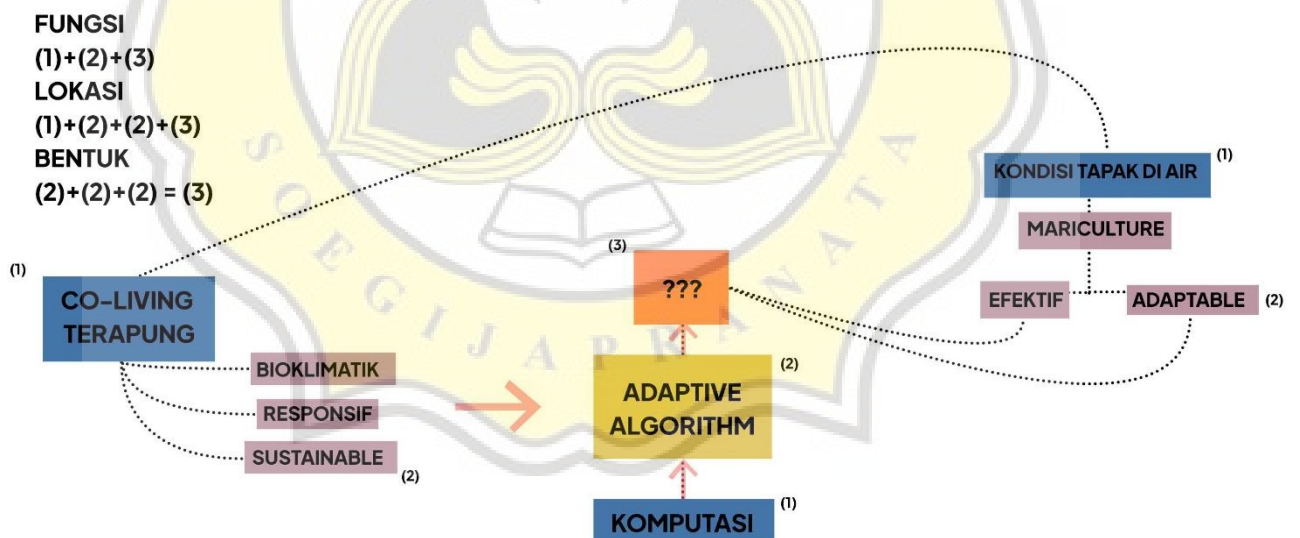 FUNGSI
(1)+(2)+(3)
LOKASI
(1)+(2)+(2)+(3)
BENTUK
(2)+(2)+(2) = (3)
KONDISI TAPAK DI AIR
(1)
MARICULTURE
EFEKTIF
ADAPTABLE
(2)
(1)
CO-LIVING
TERAPUNG
BIOKLIMATIK
RESPONSIF
SUSTAINABLE
(2)
(3)
???
ADAPTIVE
ALGORITHM
(2)
KOMPUTASI
(1)
SOEGIJAPRANATA